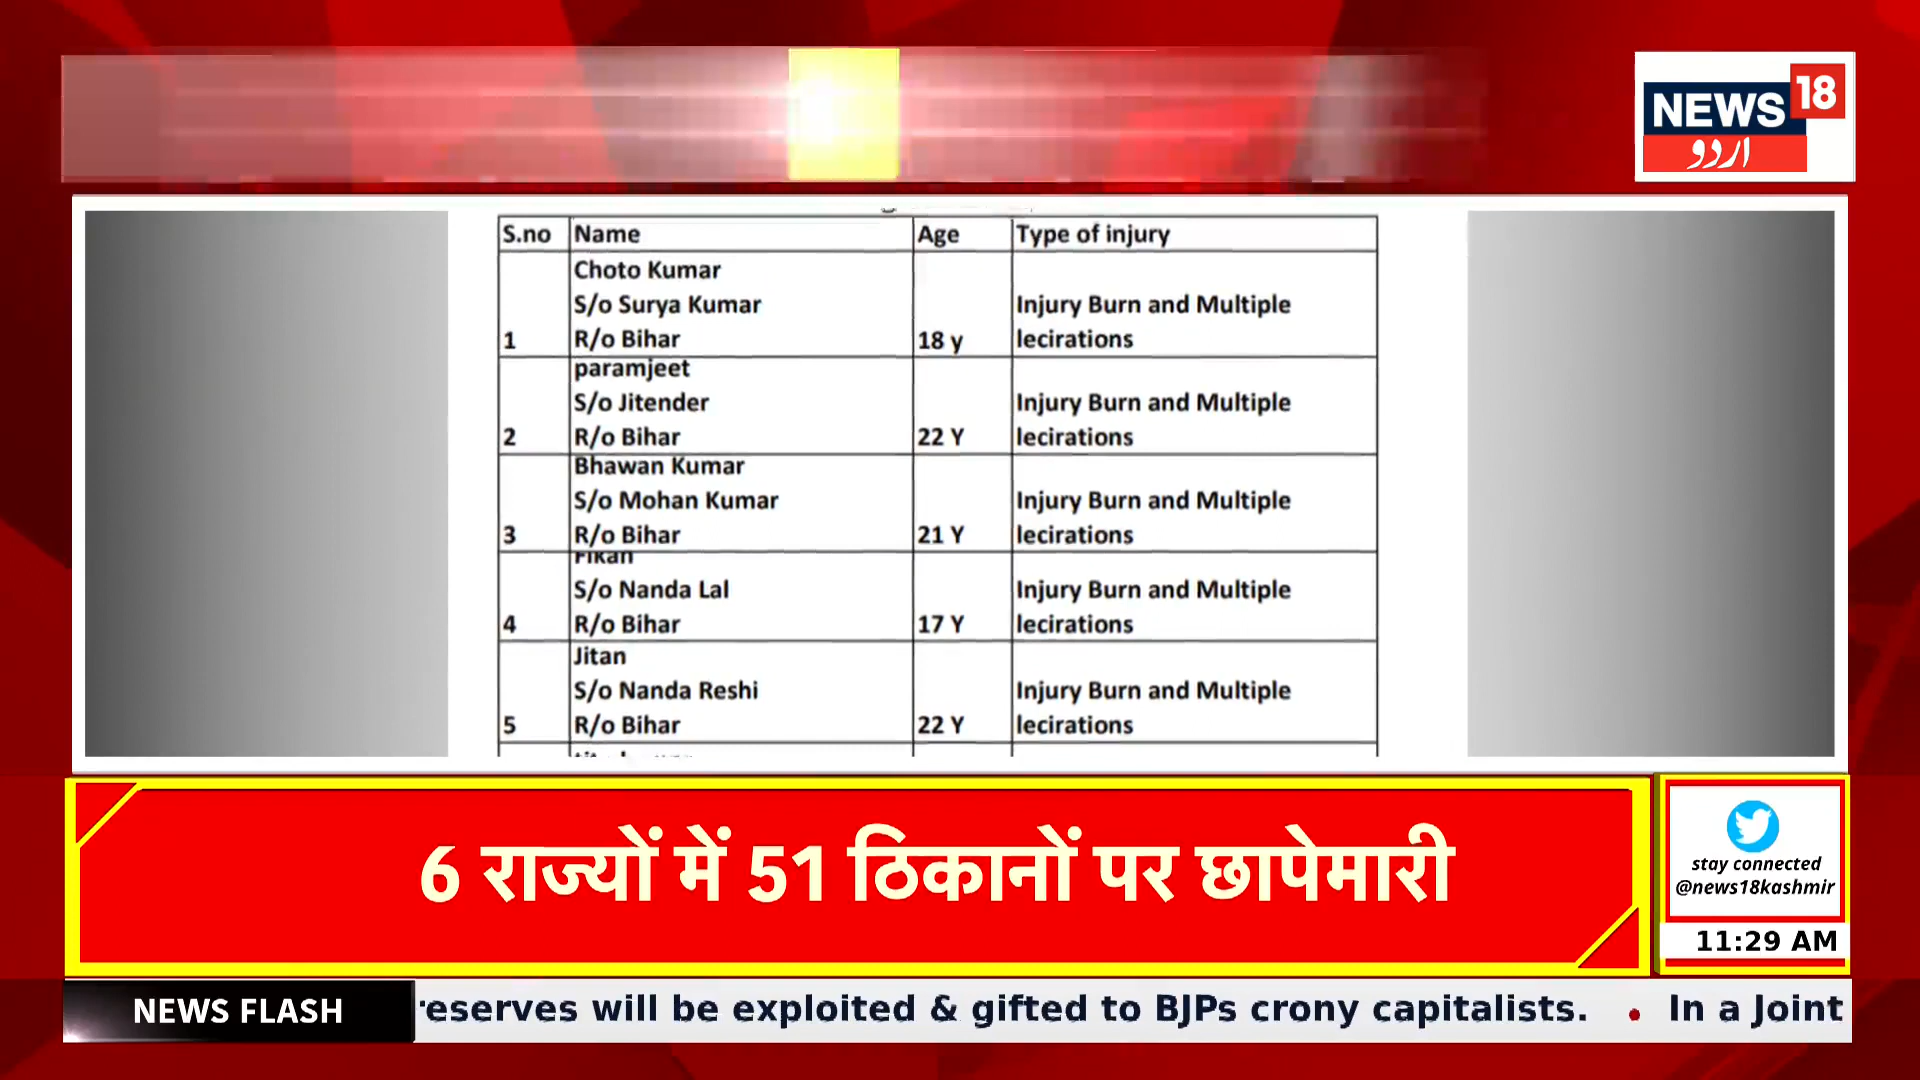 NEWS 18
اردو
S.no Name Age Type of injury
Choto Kumar
S/o Surya Kumar Injury Burn and Multiple
1 R/o Bihar 18 y lecirations
paramjeet
S/o Jitender Injury Burn and Multiple
2 R/o Bihar 22 Y lecirations
Bhawan Kumar
S/o Mohan Kumar Injury Burn and Multiple
3 R/o Bihar 21 Y lecirations
Fikan
S/o Nanda Lal Injury Burn and Multiple
4 R/o Bihar 17 Y lecirations
Jitan
S/o Nanda Reshi Injury Burn and Multiple
5 R/o Bihar 22 Y lecirations
6 राज्यों में 51 ठिकानों पर छापेमारी
stay connected
@news18kashmir
11:29 AM
NEWS FLASH
reserves will be exploited & gifted to BJPs crony capitalists. • In a Joint